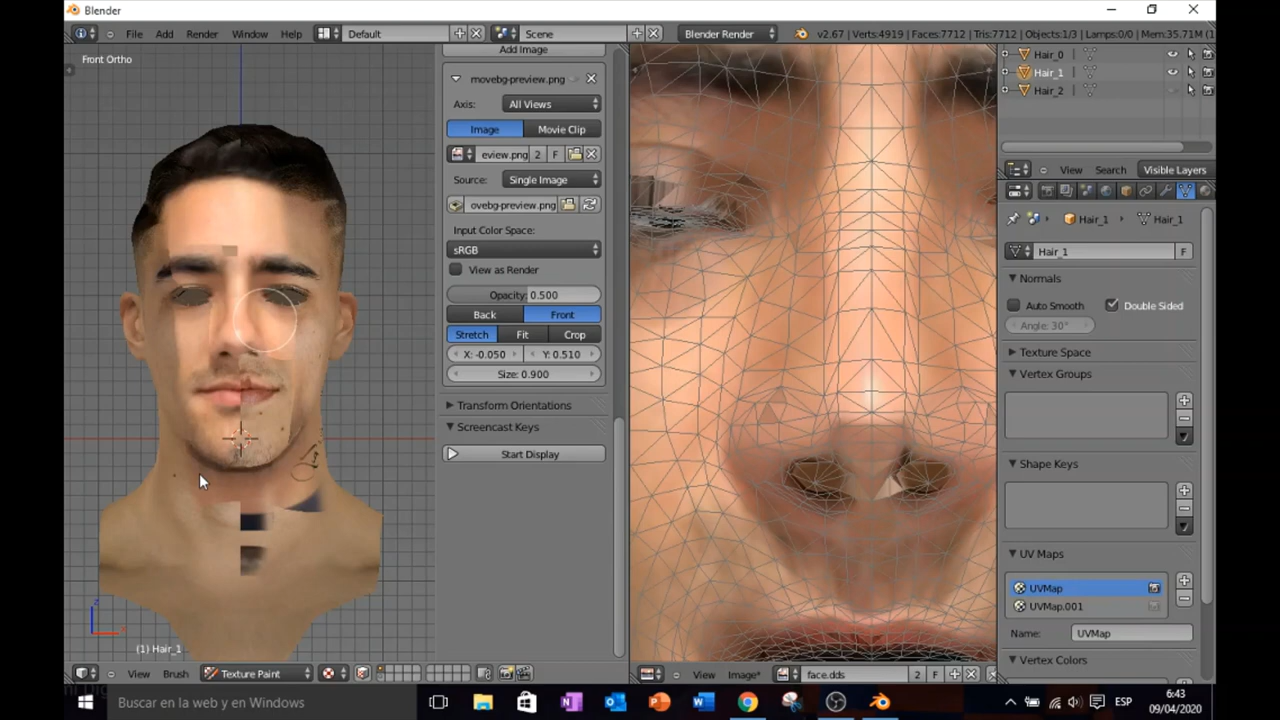 Blender
File Add Render Window Help Default Scene Blender Render v2.67 | Verts:4919 | Faces:7712 | Tris:7712 | Objects:1/3 | Lamps:0/0 | Mem:35.71M (1
Front Ortho
Add Image
movebg-preview.png
Axis: All Views
Image Movie Clip
eview.png 2 F
Source: Single Image
ovebg-preview.png
Input Color Space:
sRGB
View as Render
Opacity: 0.500
Back Front
Stretch Fit Crop
X: -0.050 Y: 0.510
Size: 0.900
Transform Orientations
Screencast Keys
Start Display
Hair_0
Hair_1
Hair_2
View Search Visible Layers
Hair_1 Hair_1
Hair_1 F
Normals
Auto Smooth Double Sided
Angle: 30°
Texture Space
Vertex Groups
Shape Keys
UV Maps
UVMap
UVMap.001
Name: UVMap
Vertex Colors
z
x
(1) Hair_1
View Brush Texture Paint
View Image* face.dds 2 F
Buscar en la web y en Windows
ESP
6:43
09/04/2020